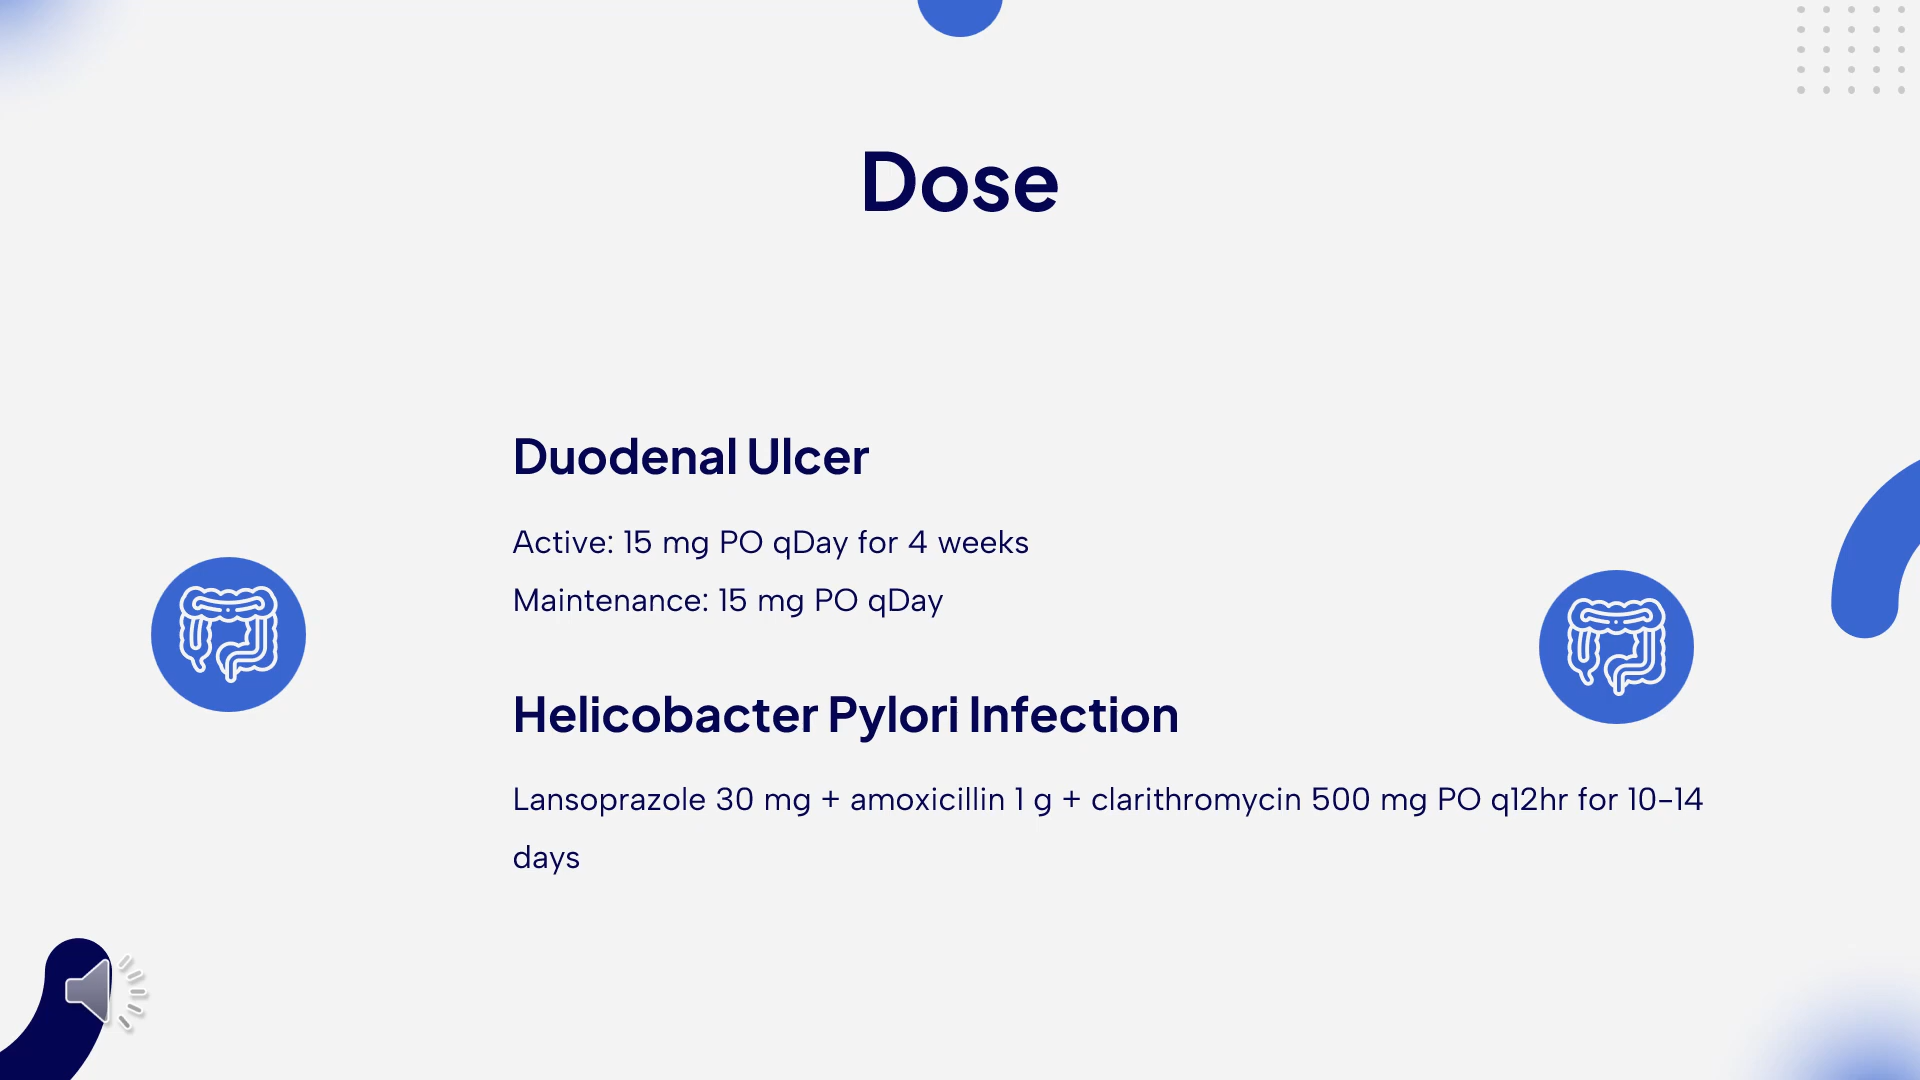 Dose
Duodenal Ulcer
Active: 15 mg PO qDay for 4 weeks
Maintenance: 15 mg PO qDay
Helicobacter Pylori Infection
Lansoprazole 30 mg + amoxicillin 1 g + clarithromycin 500 mg PO q12hr for 10-14
days